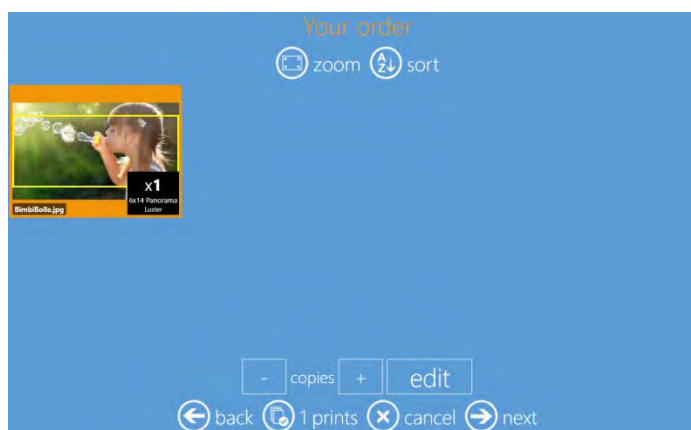 Your order
zoom sort
x1
6x14 Panorama
Luster
BimbiBolle.jpg
- copies + edit
back 1 prints cancel next